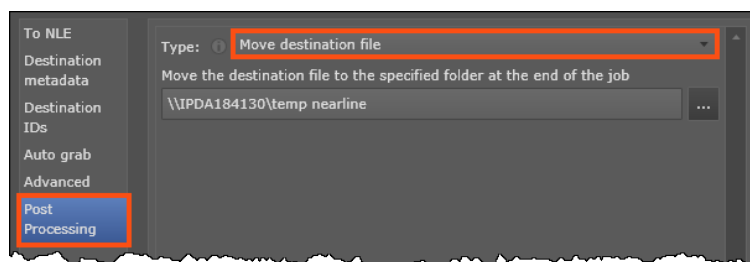 To NLE
Destination
metadata
Destination
IDs
Auto grab
Advanced
Post
Processing
Type: Move destination file
Move the destination file to the specified folder at the end of the job
\\IPDA184130\temp nearline
...